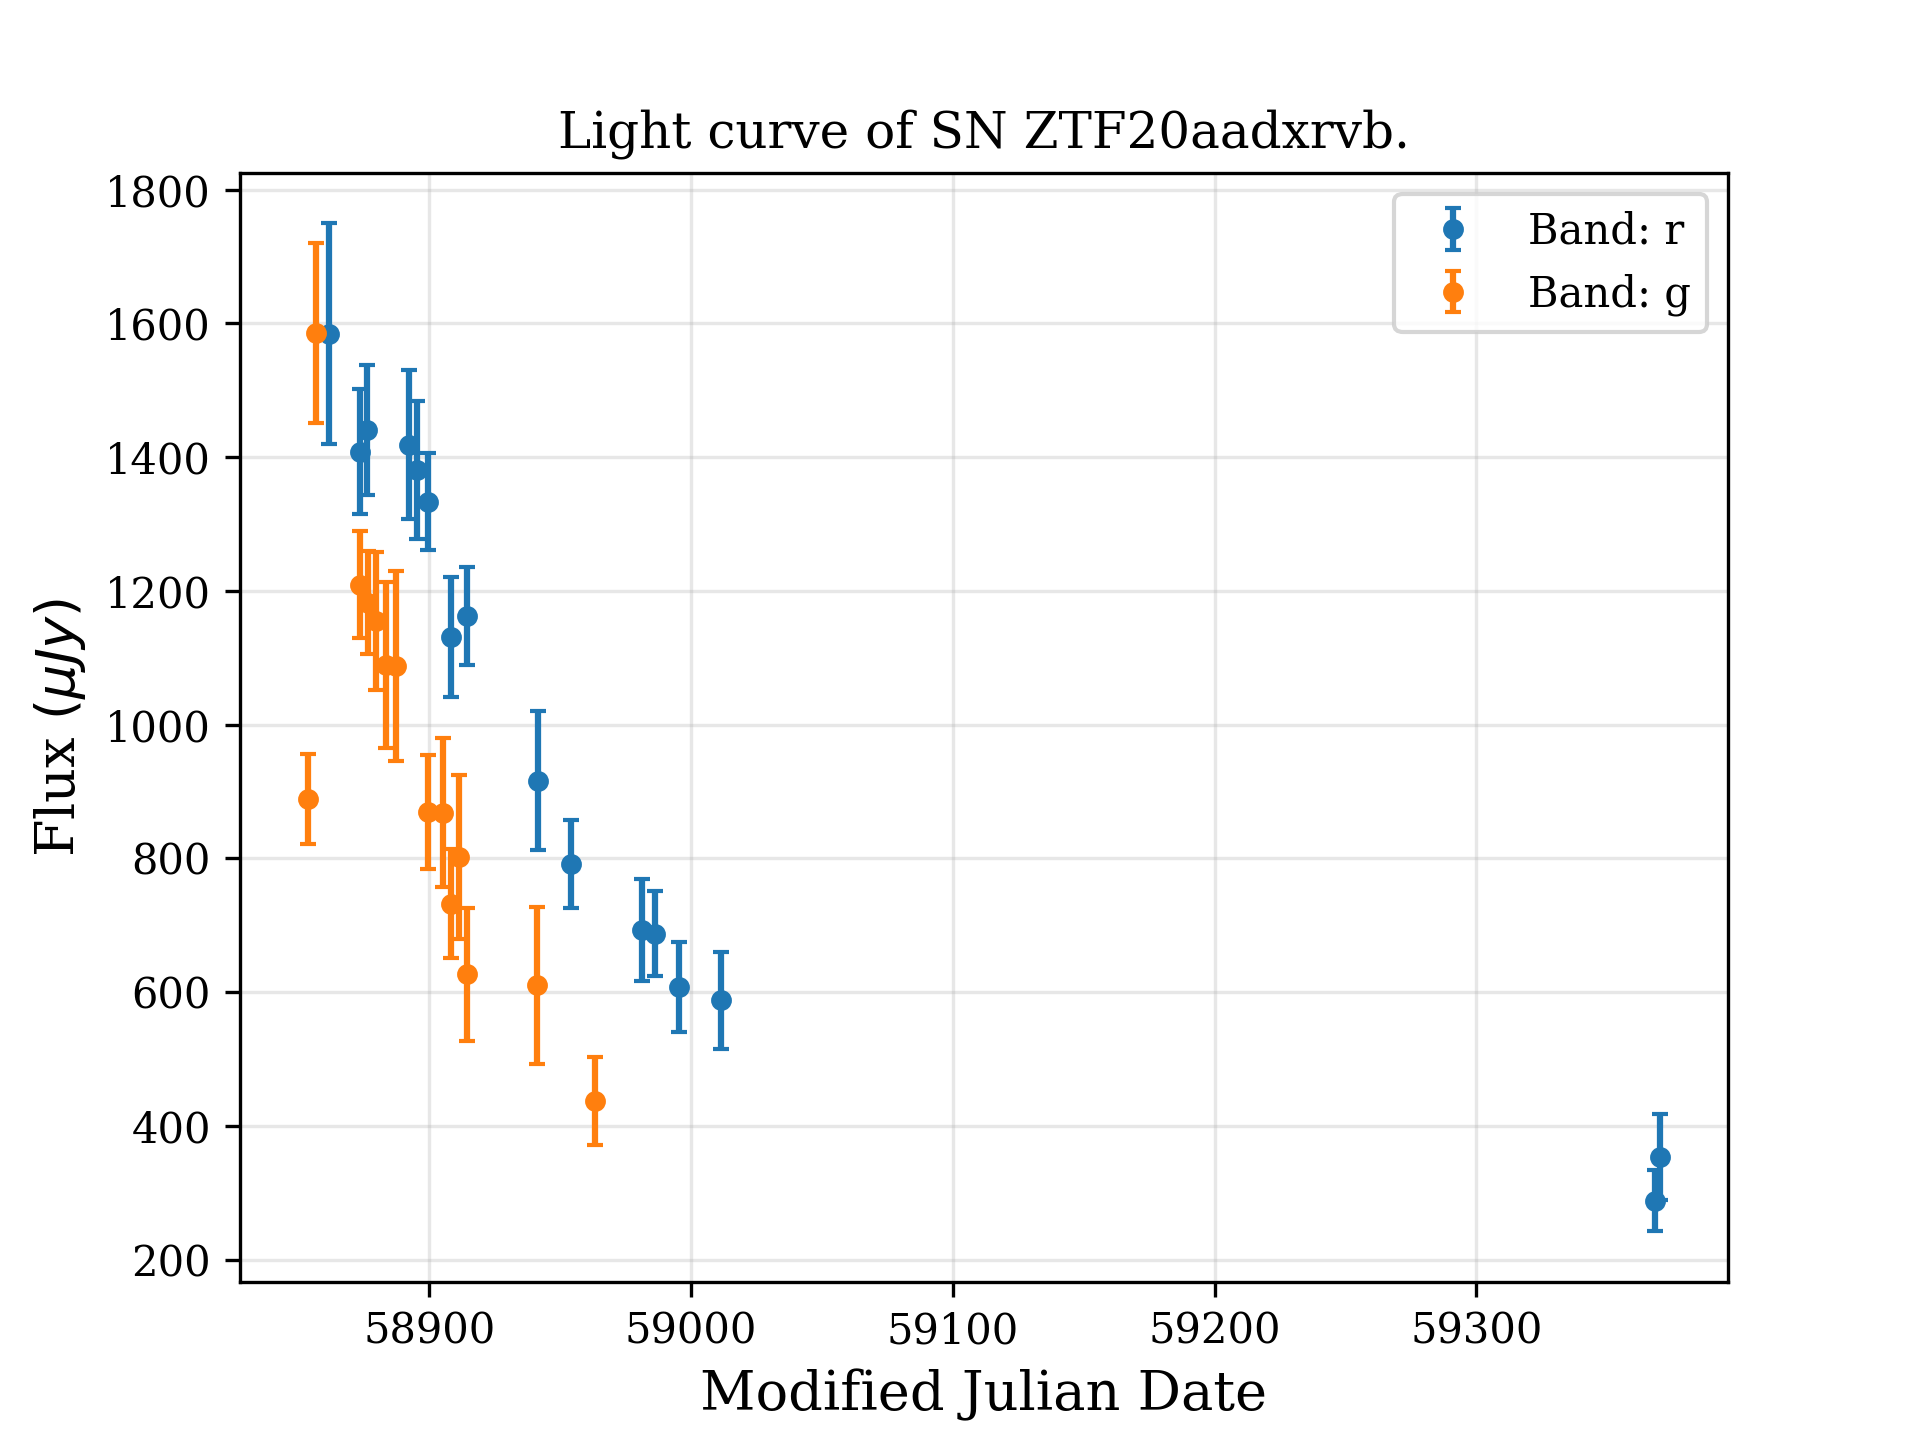 Light curve of SN ZTF20aadxrvb.
Band: r
Band: g
1800
1600
1400
1200
1000
800
600
400
200
Flux (μJy)
58900 59000 59100 59200 59300
Modified Julian Date